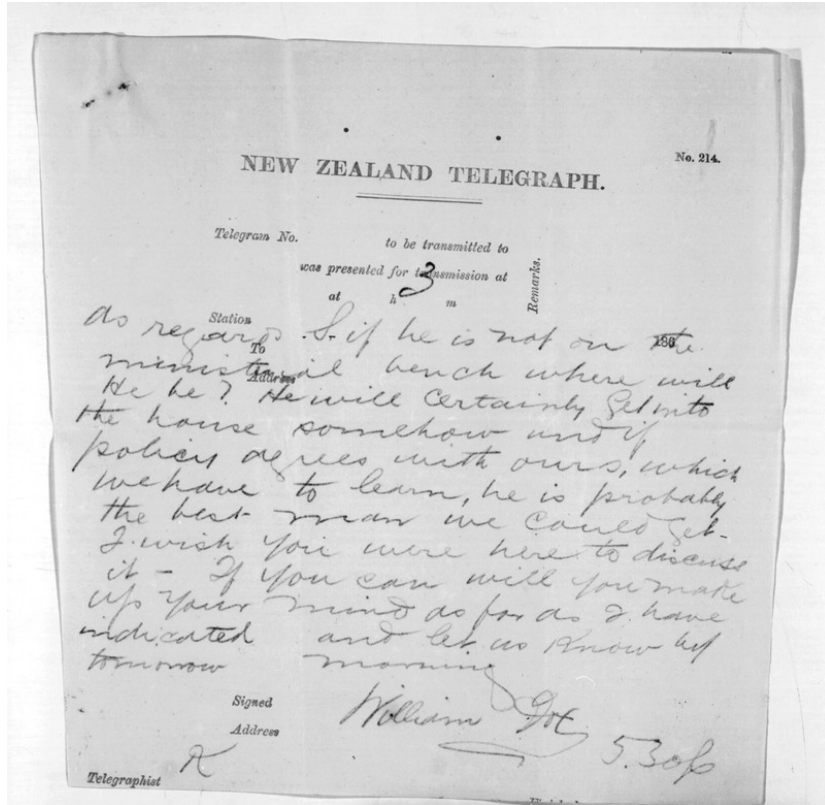 No. 214.
NEW ZEALAND TELEGRAPH.
Telegram No. to be transmitted to
was presented for transmission at
3
at h m
Remarks.
Station
186
To
Address
as regards S. if he is not on the
ministerial bench where will
He be? He will certainly get into
the house somehow and if
policy agrees with ours, which
we have to learn, he is probably
the best man we could get-
I wish you were here to discuss
it - If you can will you make
up your mind as far as I have
indicated and let us know by
tomorrow morning
Signed William Fox
Address
5.30p
Telegraphist R